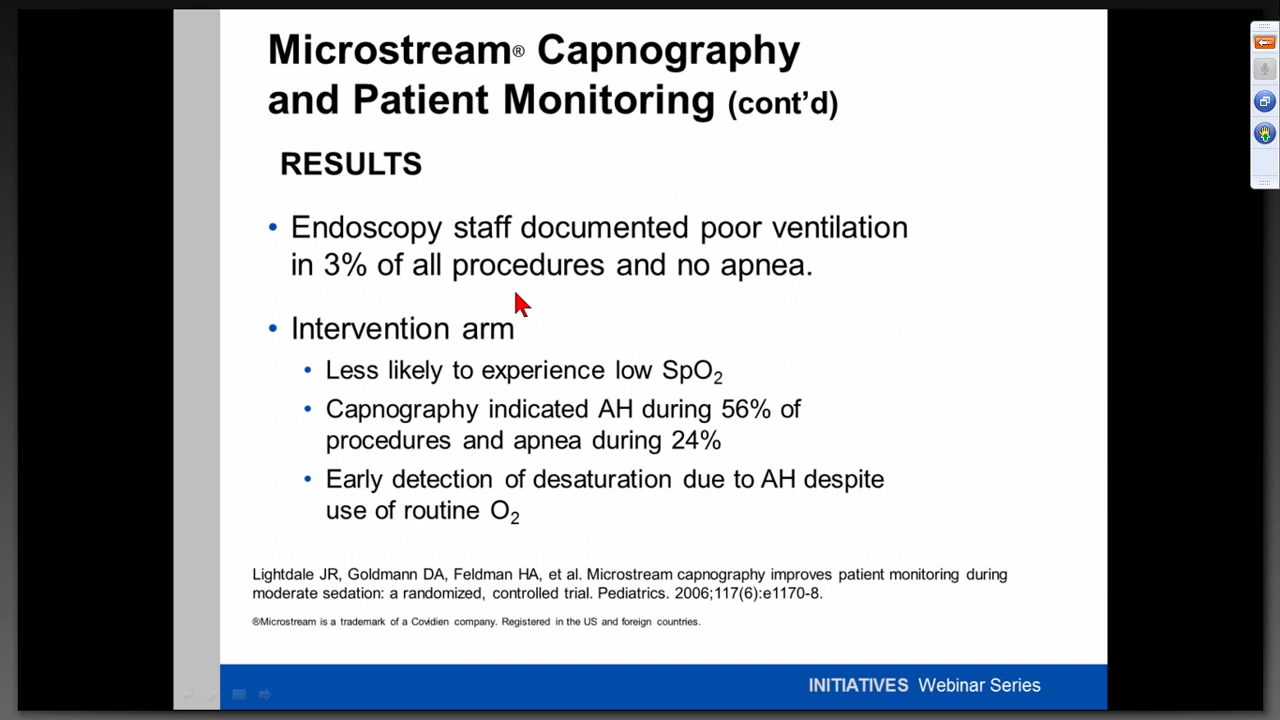 Microstream® Capnography
and Patient Monitoring (cont’d)
RESULTS
• Endoscopy staff documented poor ventilation
in 3% of all procedures and no apnea.
• Intervention arm
• Less likely to experience low SpO₂
• Capnography indicated AH during 56% of
procedures and apnea during 24%
• Early detection of desaturation due to AH despite
use of routine O₂
Lightdale JR, Goldmann DA, Feldman HA, et al. Microstream capnography improves patient monitoring during
moderate sedation: a randomized, controlled trial. Pediatrics. 2006;117(6):e1170-8.
®Microstream is a trademark of a Covidien company. Registered in the US and foreign countries.
INITIATIVES Webinar Series